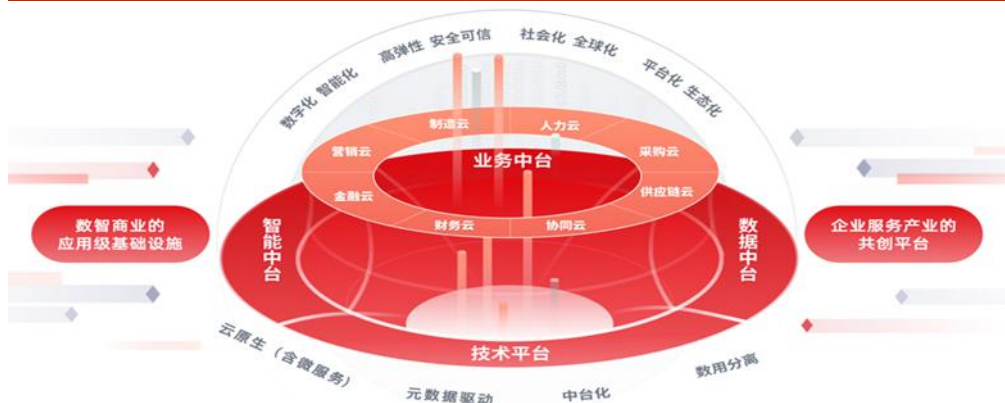 数字化 智能化
高弹性 安全可信
社会化 全球化
平台化 生态化
制造云
人力云
营销云
业务中台
采购云
金融云
供应链云
财务云
协同云
数智商业的
应用级基础设施
智能中台
数据中台
企业服务产业的
共创平台
技术平台
云原生（含微服务）
元数据驱动
中台化
数用分离